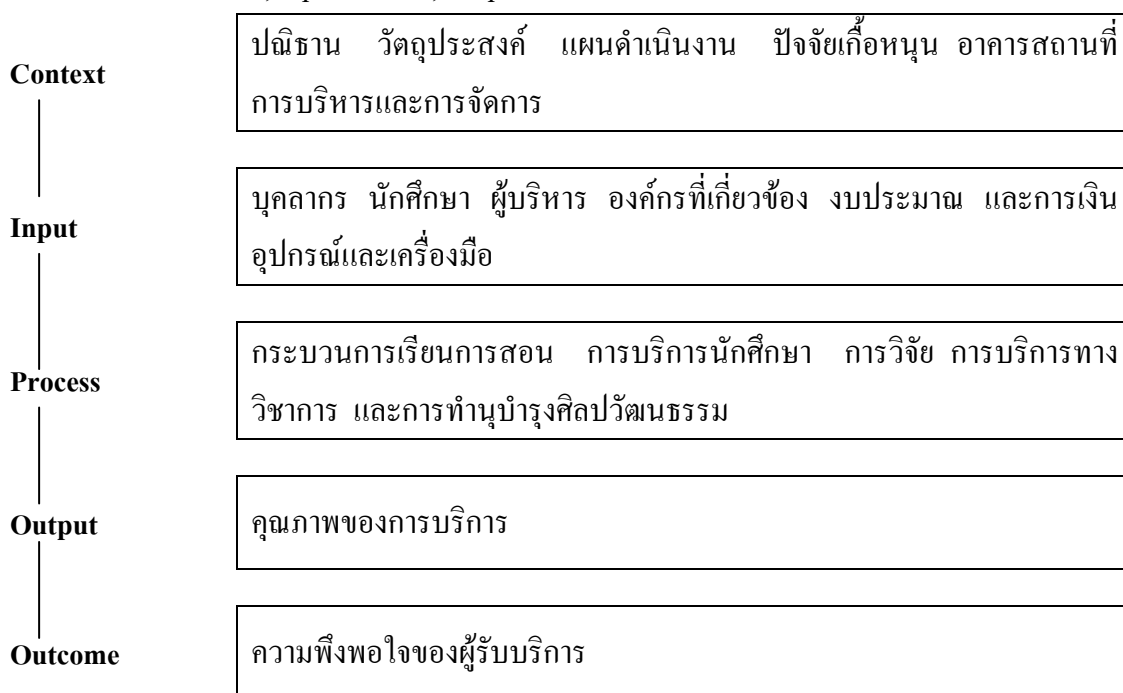 Context
ปณิธาน วัตถุประสงค์ แผนดำเนินงาน ปัจจัยเกื้อหนุน อาคารสถานที่
การบริหารและการจัดการ
Input
บุคลากร นักศึกษา ผู้บริหาร องค์กรที่เกี่ยวข้อง งบประมาณ และการเงิน
อุปกรณ์และเครื่องมือ
Process
กระบวนการเรียนการสอน การบริการนักศึกษา การวิจัย การบริการทาง
วิชาการ และการทำนุบำรุงศิลปวัฒนธรรม
Output
คุณภาพของการบริการ
Outcome
ความพึงพอใจของผู้รับบริการ